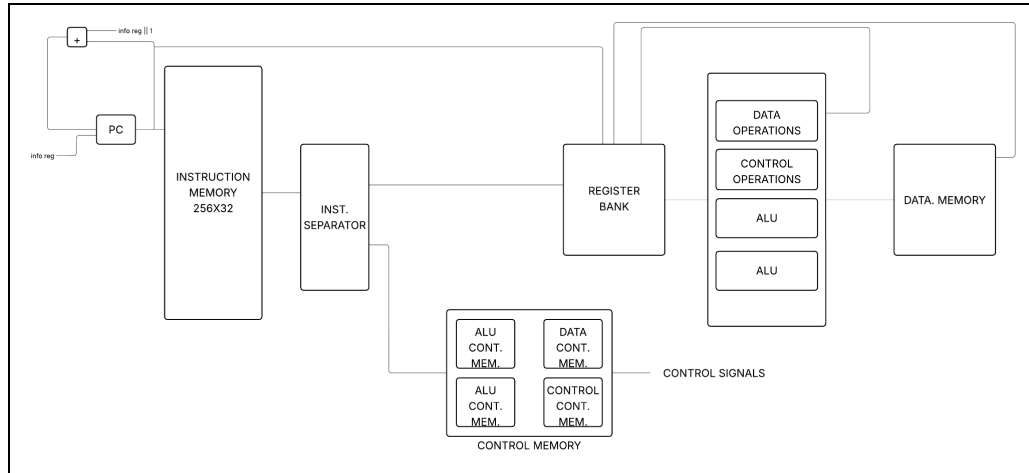 info reg || 1
+
PC
info reg
INSTRUCTION
MEMORY
256X32
INST.
SEPARATOR
REGISTER
BANK
DATA
OPERATIONS
CONTROL
OPERATIONS
ALU
ALU
DATA. MEMORY
ALU
CONT.
MEM.
DATA
CONT.
MEM.
ALU
CONT.
MEM.
CONTROL
CONT.
MEM.
CONTROL SIGNALS
CONTROL MEMORY